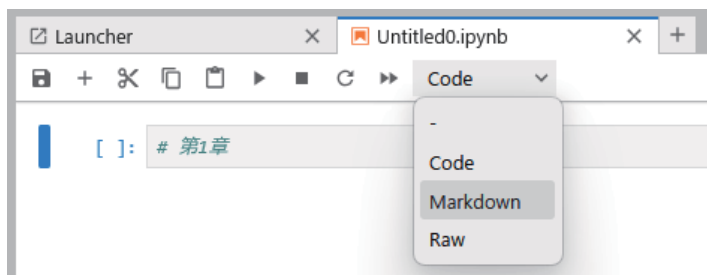 Launcher
Untitled0.ipynb
Code
[ ]: # 第1章
-
Code
Markdown
Raw